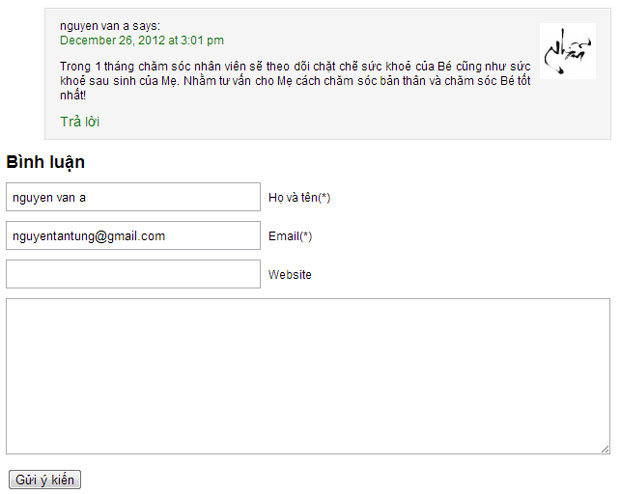 nguyen van a says:
December 26, 2012 at 3:01 pm
Trong 1 tháng chăm sóc nhân viên sẽ theo dõi chặt chẽ sức khoẻ của Bé cũng như sức
khoẻ sau sinh của Mẹ. Nhằm tư vấn cho Mẹ cách chăm sóc bản thân và chăm sóc Bé tốt
nhất!
Trả lời
Bình luận
nguyen van a Họ và tên(*)
nguyentantung@gmail.com Email(*)
Website
Gửi ý kiến